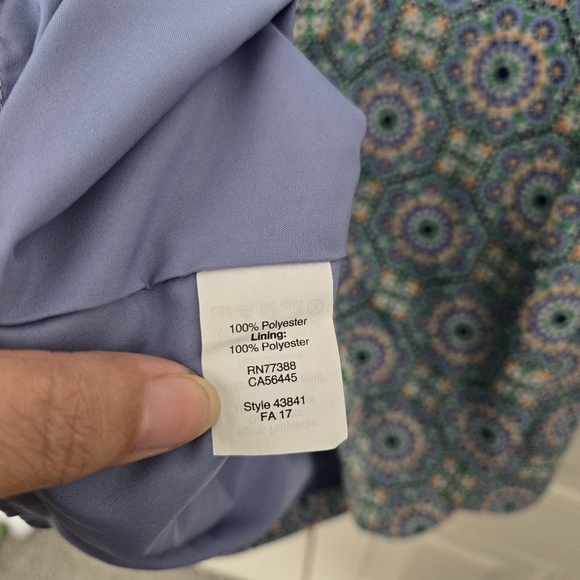 100% Polyester
Lining:
100% Polyester
RN77388
CA56445
Style 43841
FA 17